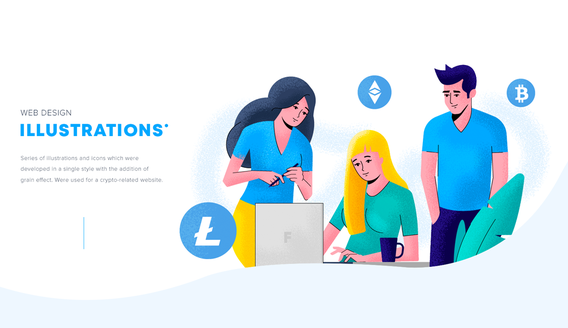 WEB DESIGN
ILLUSTRATIONS*
Series of illustrations and icons which were
developed in a single style with the addition of
grain effect. Were used for a crypto-related website.
F